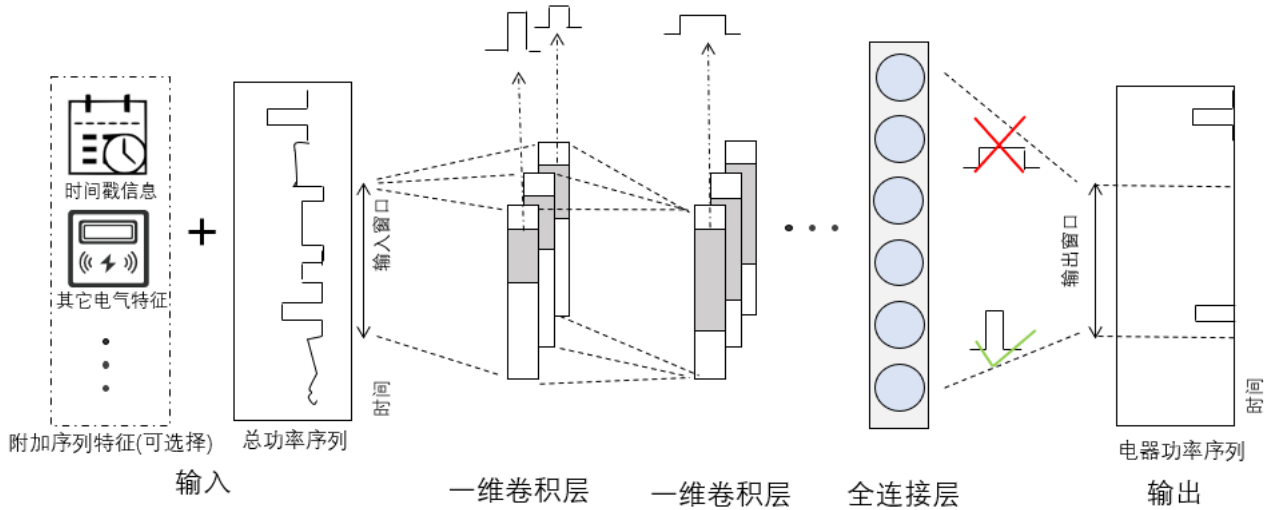 时间戳信息
其它电气特征
附加序列特征(可选择)
输入
+
总功率序列
输入窗口
时间
一维卷积层
一维卷积层
全连接层
输出窗口
时间
电器功率序列
输出